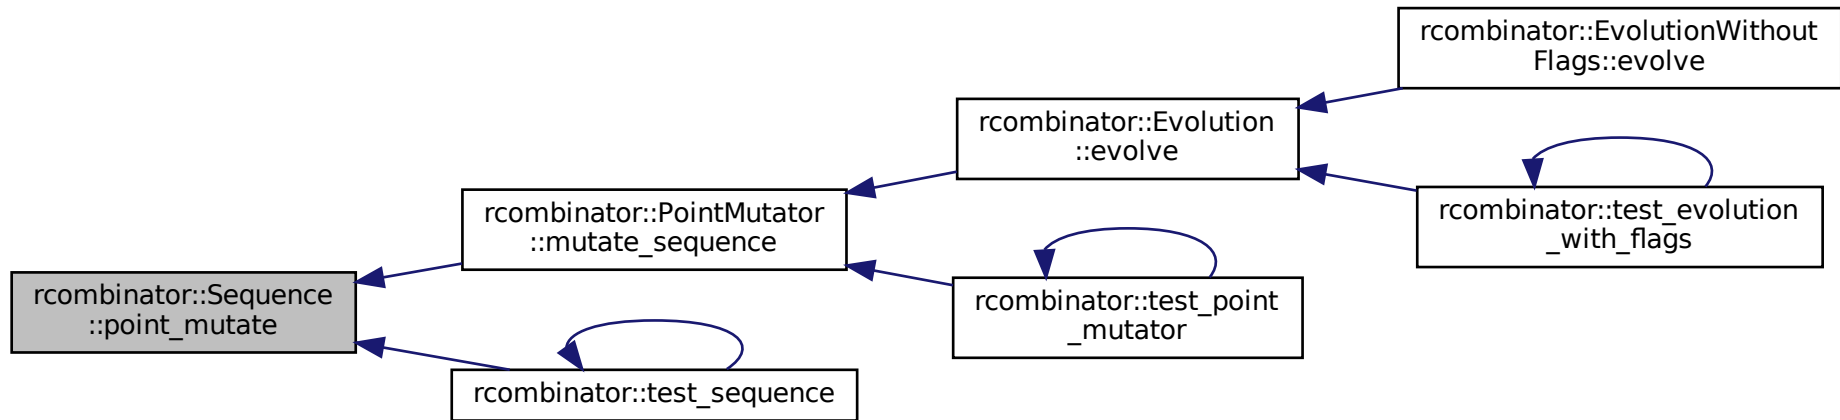 rcombinator::Sequence
::point_mutate
rcombinator::PointMutator
::mutate_sequence
rcombinator::Evolution
::evolve
rcombinator::EvolutionWithout
Flags::evolve
rcombinator::test_evolution
_with_flags
rcombinator::test_point
_mutator
rcombinator::test_sequence